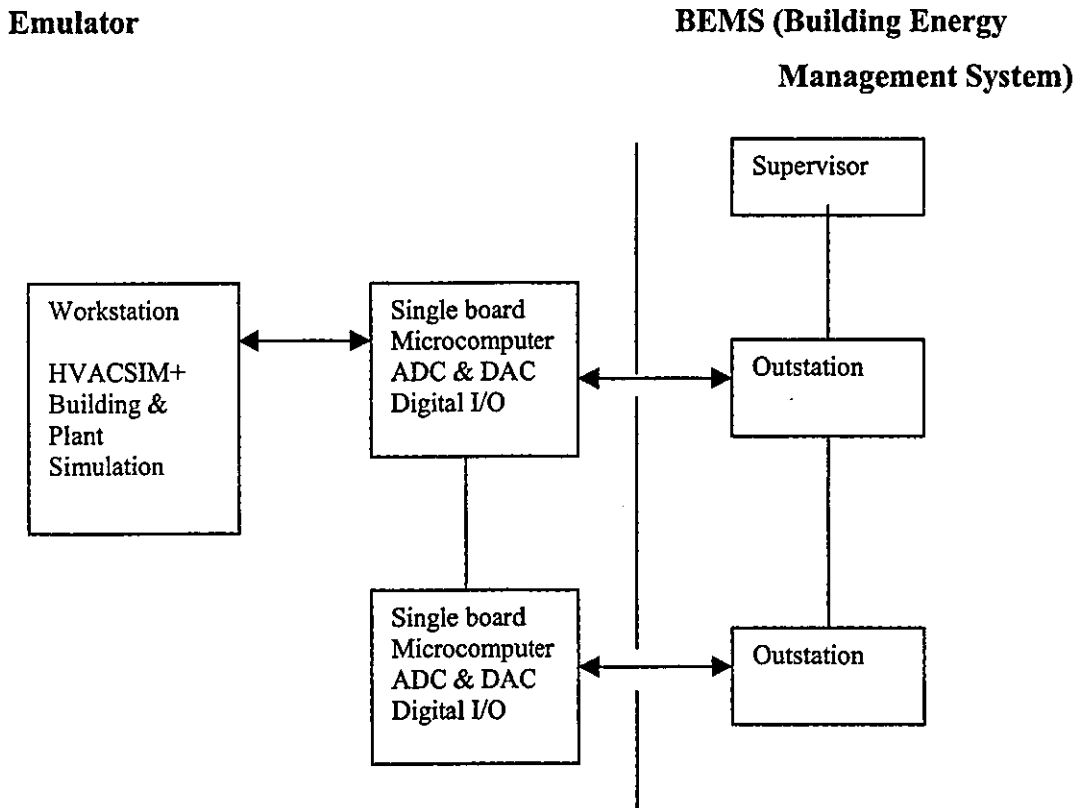 Emulator
BEMS (Building Energy
Management System)
Supervisor
Workstation
HVACSIM+
Building &
Plant
Simulation
Single board
Microcomputer
ADC & DAC
Digital I/O
Outstation
Single board
Microcomputer
ADC & DAC
Digital I/O
Outstation